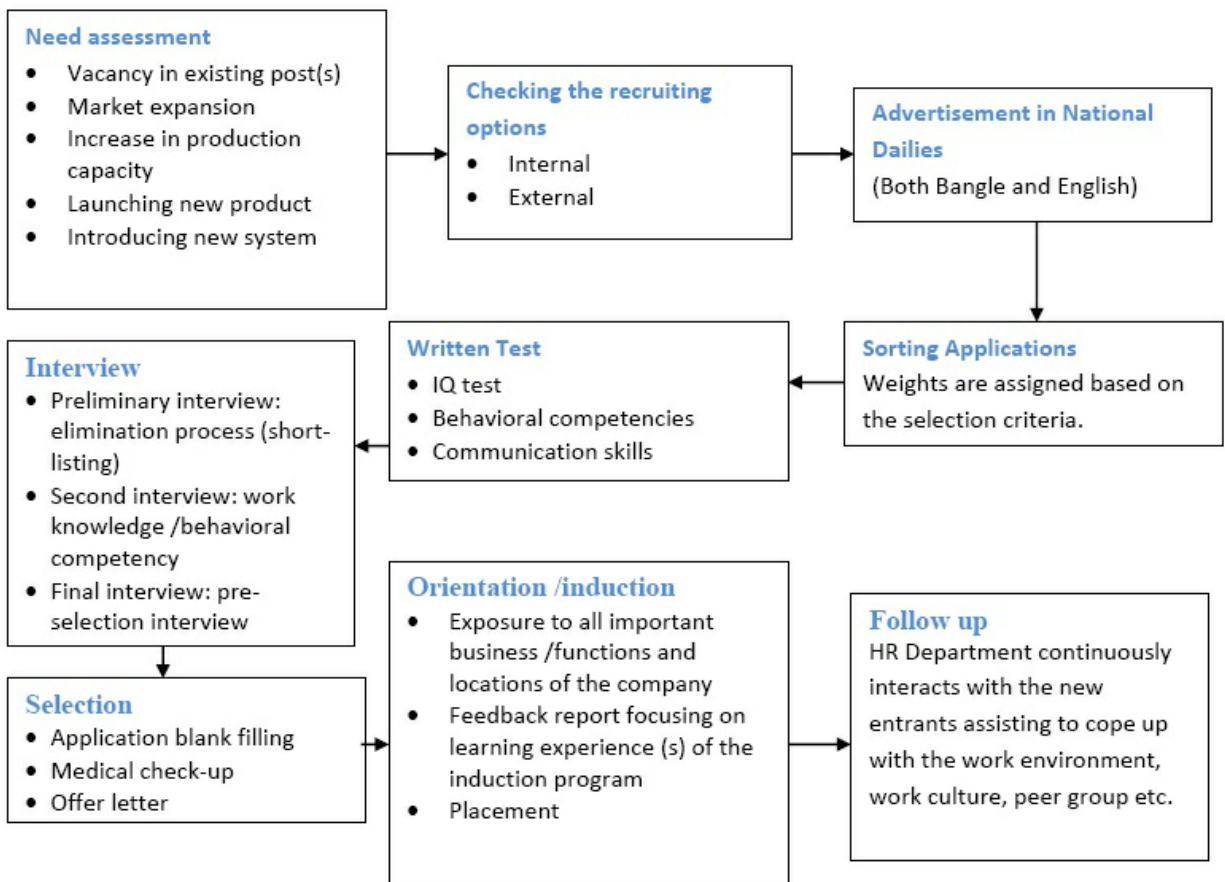 Need assessment
• Vacancy in existing post(s)
• Market expansion
• Increase in production
capacity
• Launching new product
• Introducing new system
Checking the recruiting
options
• Internal
• External
Advertisement in National
Dailies
(Both Bangle and English)
Sorting Applications
Weights are assigned based on
the selection criteria.
Written Test
• IQ test
• Behavioral competencies
• Communication skills
Interview
• Preliminary interview:
elimination process (short-
listing)
• Second interview: work
knowledge /behavioral
competency
• Final interview: pre-
selection interview
Selection
• Application blank filling
• Medical check-up
• Offer letter
Orientation /induction
• Exposure to all important
business /functions and
locations of the company
• Feedback report focusing on
learning experience (s) of the
induction program
• Placement
Follow up
HR Department continuously
interacts with the new
entrants assisting to cope up
with the work environment,
work culture, peer group etc.